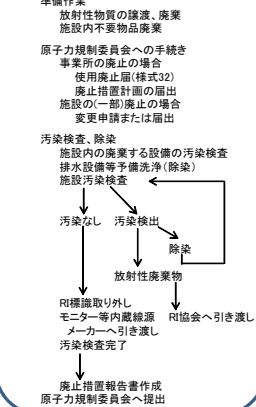 準備作業
放射性物質の譲渡、廃棄
施設内不要物品廃棄
原子力規制委員会への手続き
事業所の廃止の場合
使用廃止届(様式32)
廃止措置計画の届出
施設の(一部)廃止の場合
変更申請または届出
汚染検査、除染
施設内の廃棄する設備の汚染検査
排水設備等予備洗浄(除染)
施設汚染検査
汚染なし 汚染検出
除染
放射性廃棄物
RI標識取り外し
モニター等内蔵線源 RI協会へ引き渡し
メーカーへ引き渡し
汚染検査完了
廃止措置報告書作成
原子力規制委員会へ提出